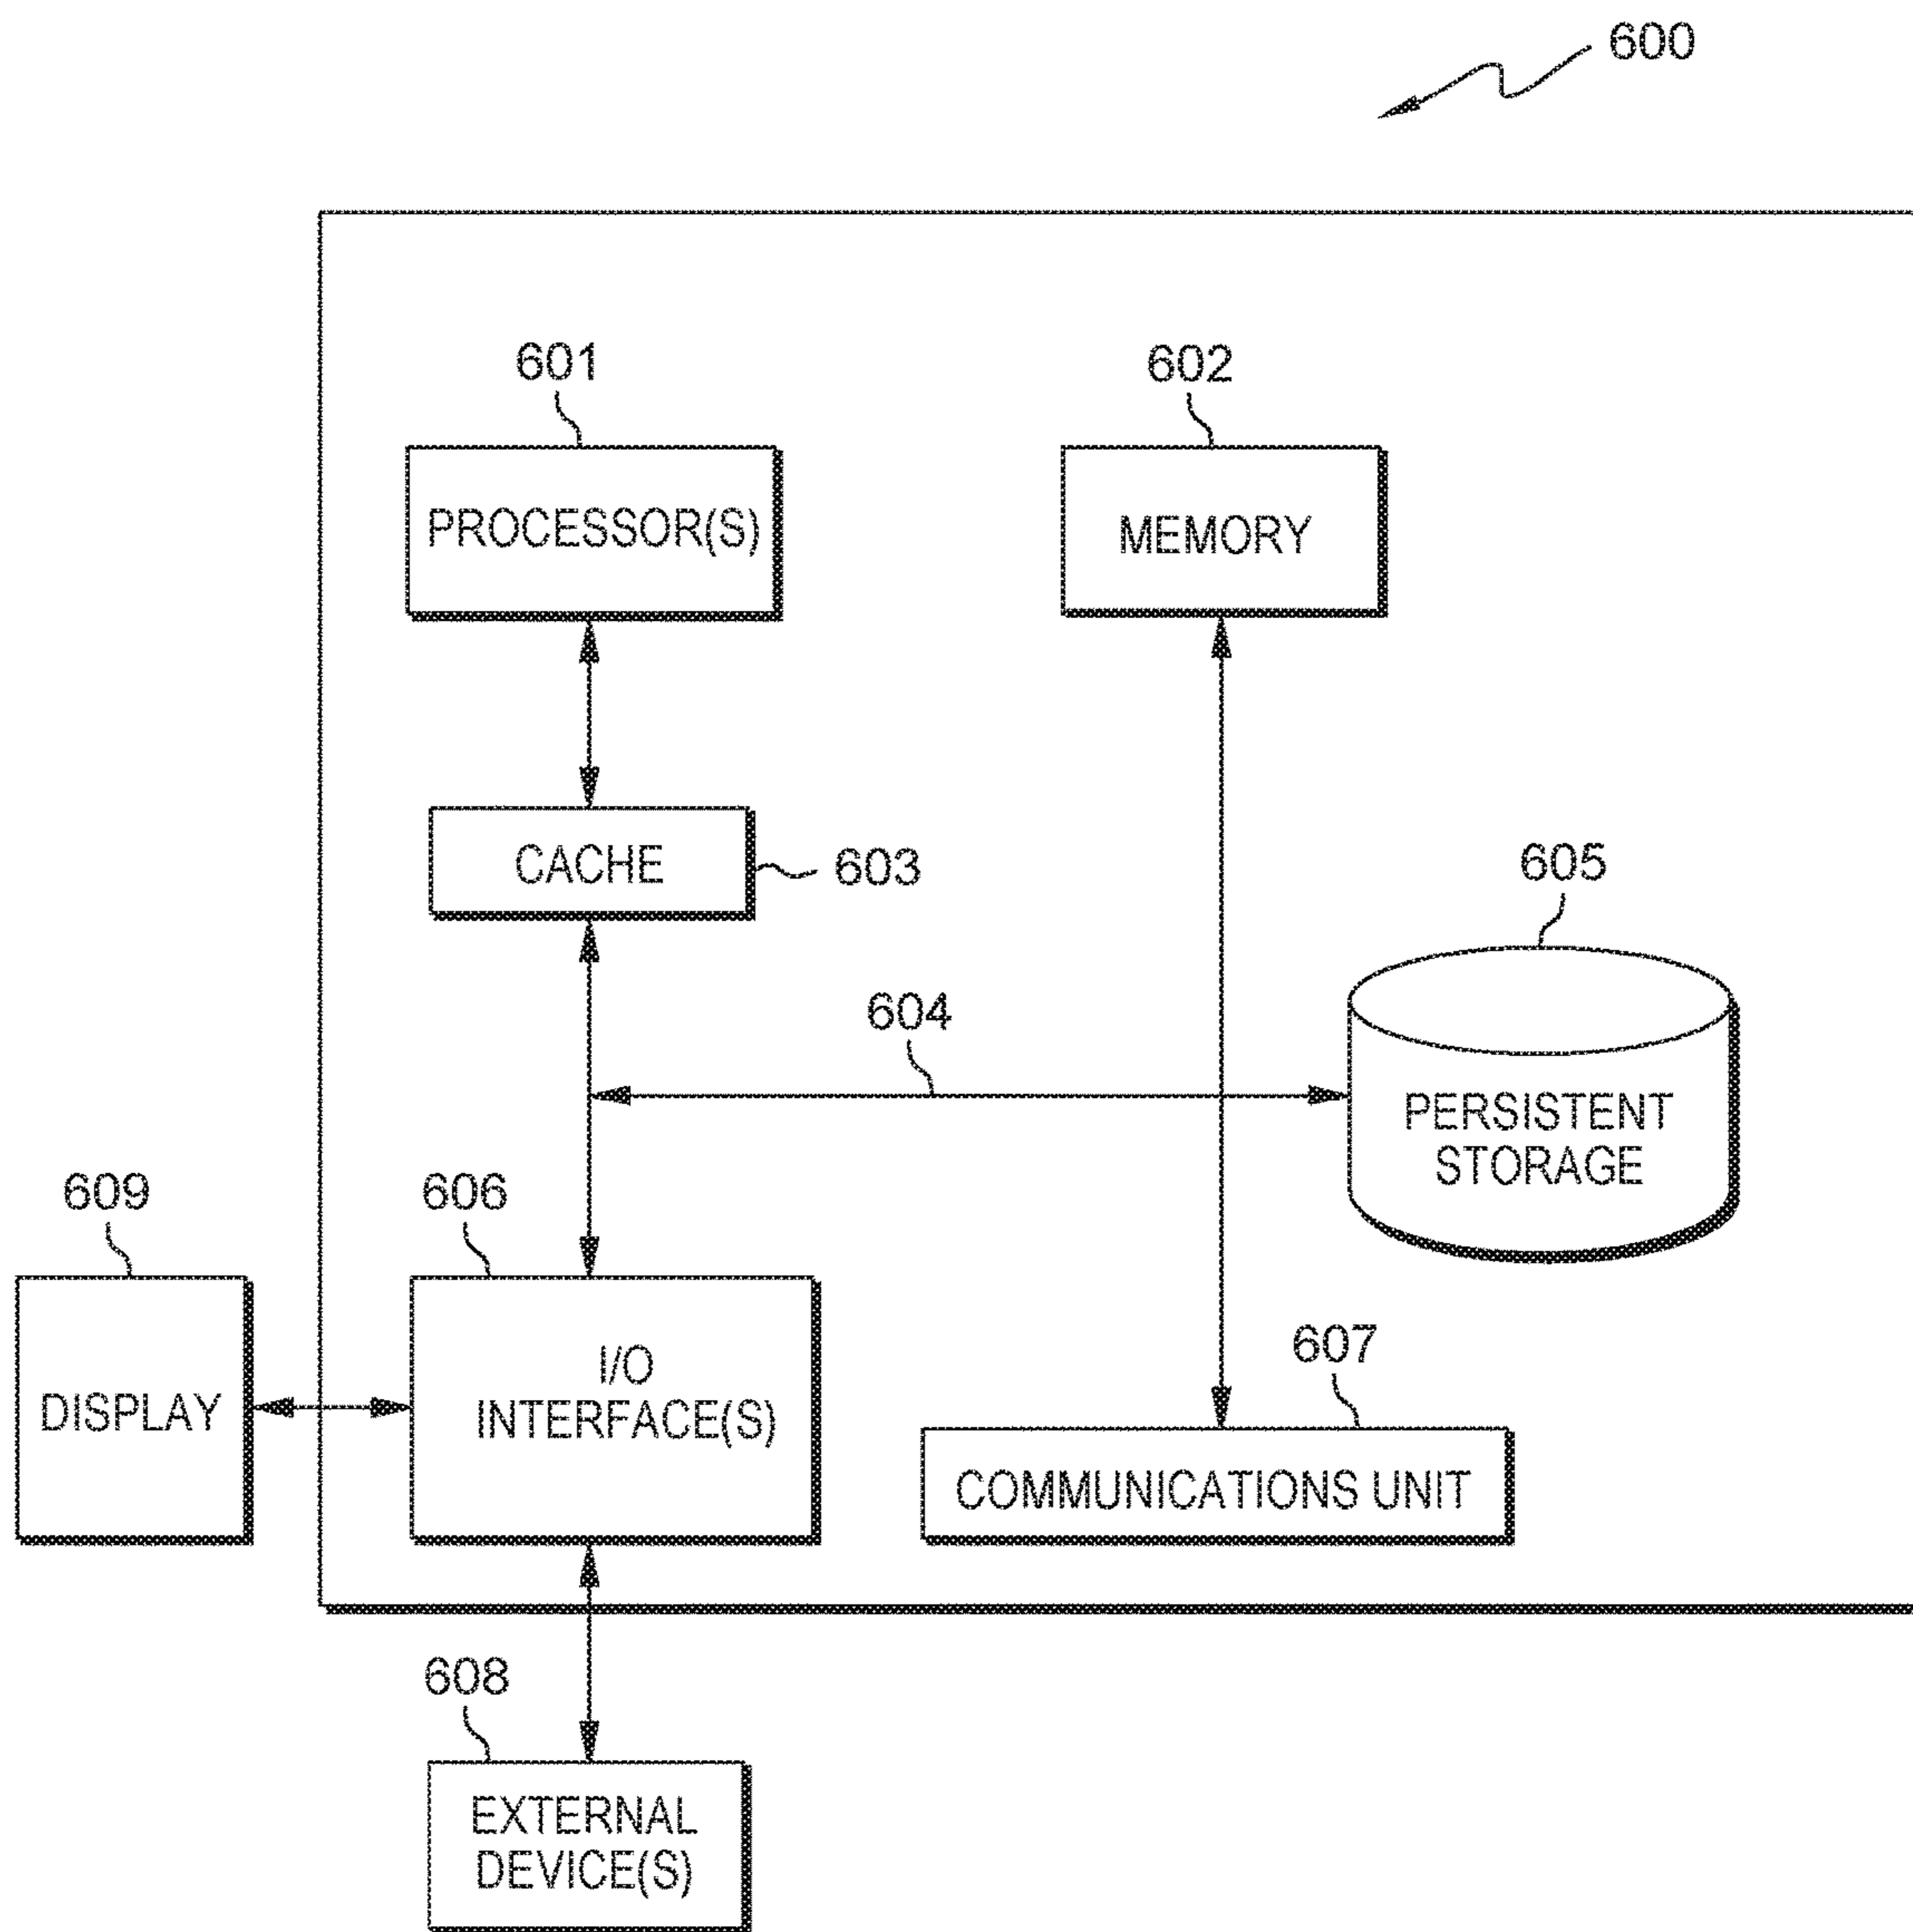 600
601
602
PROCESSOR(S)
MEMORY
CACHE
603
605
604
PERSISTENT
STORAGE
609
606
607
DISPLAY
I/O
INTERFACE(S)
COMMUNICATIONS UNIT
608
EXTERNAL
DEVICE(S)